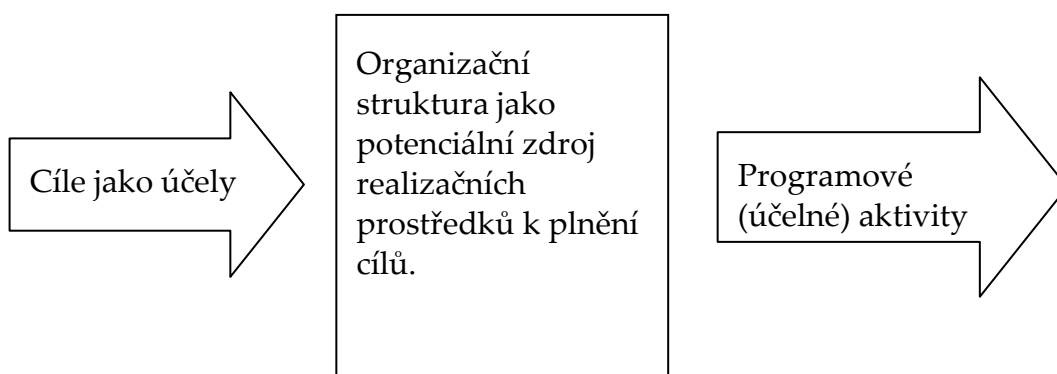 Cíle jako účely
Organizační
struktura jako
potenciální zdroj
realizačních
prostředků k plnění
cílů.
Programové
(účelné) aktivity